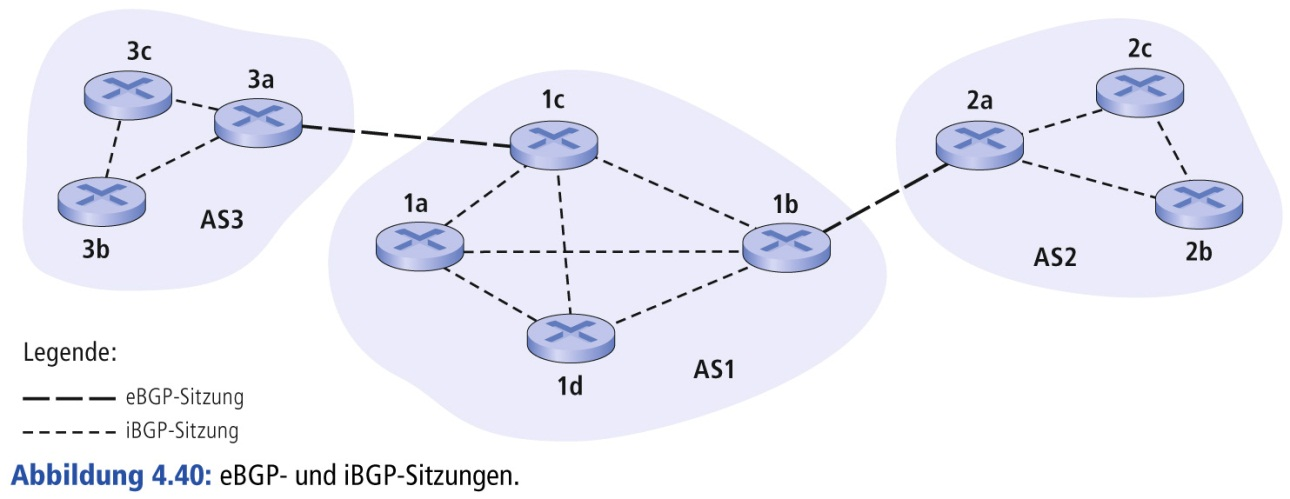 3c
3a
3b
AS3
1c
1a
1b
1d
AS1
2c
2a
2b
AS2
Legende:
eBGP-Sitzung
iBGP-Sitzung
Abbildung 4.40: eBGP- und iBGP-Sitzungen.